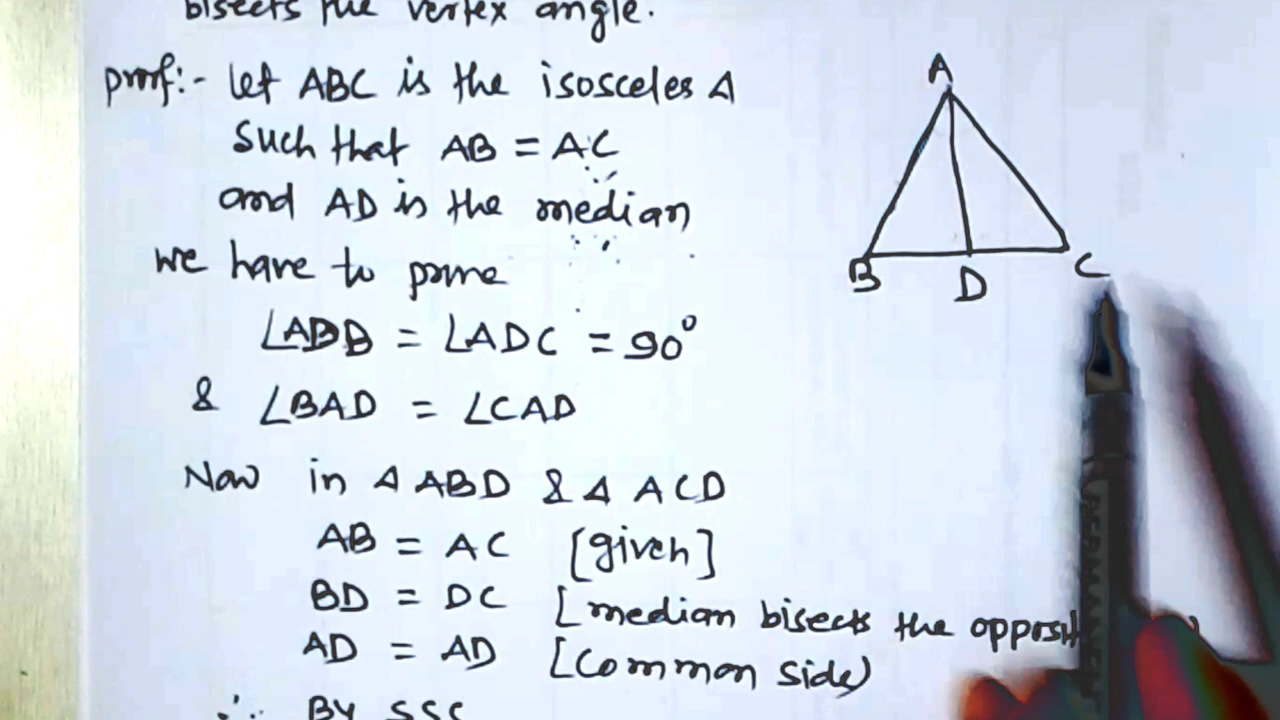 bisects the vertex angle.
proof:- let ABC is the isosceles Δ
such that AB = AC
and AD is the median
we have to prove
∠ADB = ∠ADC = 90°
& ∠BAD = ∠CAD
Now in Δ ABD & Δ ACD
AB = AC [given]
BD = DC [median bisects the
AD = AD [common side)
∴ By
A
B
D
C